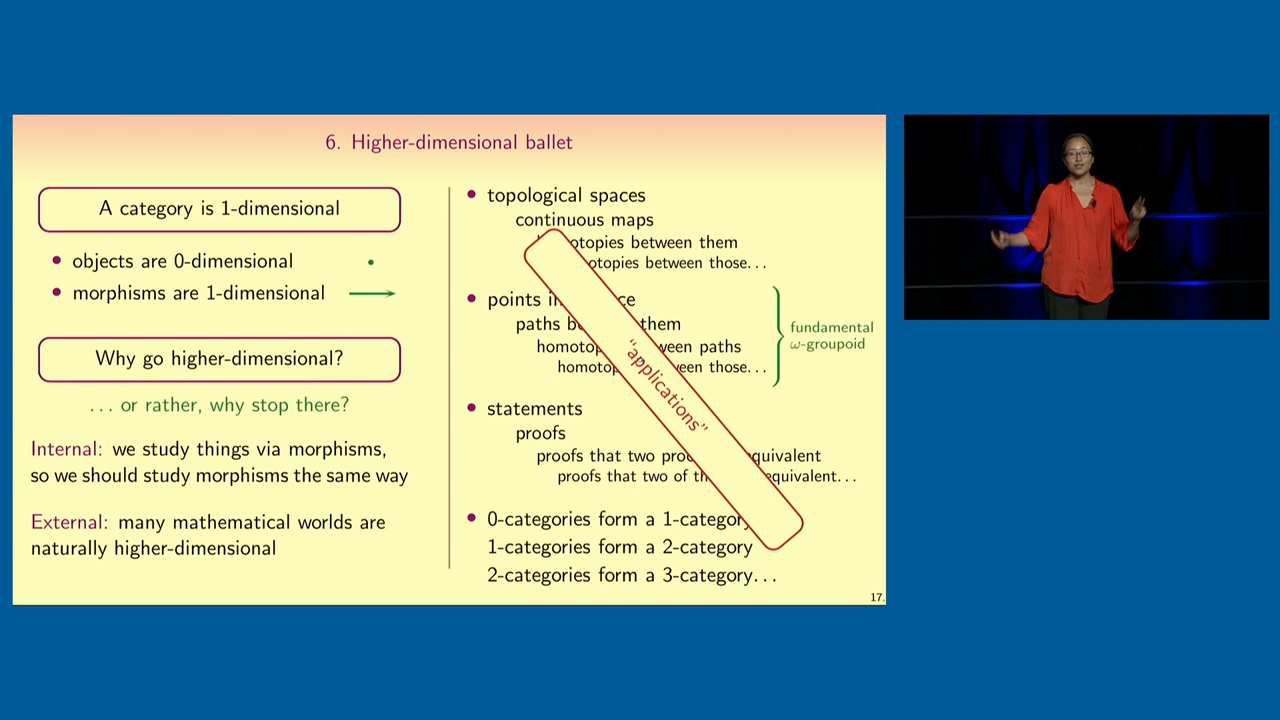 6. Higher-dimensional ballet
A category is 1-dimensional
• objects are 0-dimensional
• morphisms are 1-dimensional
Why go higher-dimensional?
... or rather, why stop there?
Internal: we study things via morphisms,
so we should study morphisms the same way
External: many mathematical worlds are
naturally higher-dimensional
• topological spaces
continuous maps
otopies between them
otopies between those...
• points in ce
paths b them
homotop ween paths
homotop een those...
fundamental
ω-groupoid
• statements
proofs
proofs that two proo quivalent
proofs that two of th equivalent...
• 0-categories form a 1-category
1-categories form a 2-category
2-categories form a 3-category...
"applications"
17.